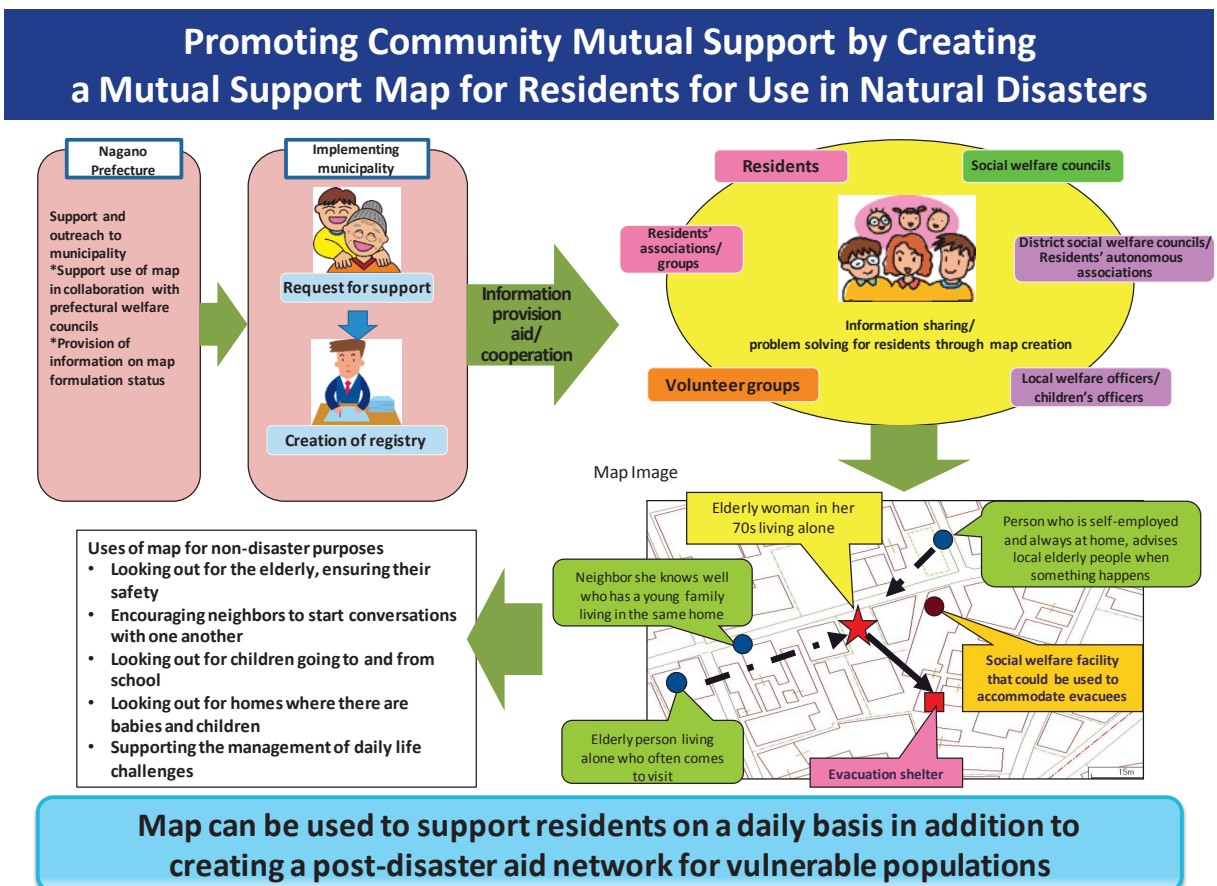 Promoting Community Mutual Support by Creating
a Mutual Support Map for Residents for Use in Natural Disasters
Nagano
Prefecture
Support and
outreach to
municipality
*Support use of map
in collaboration with
prefectural welfare
councils
*Provision of
information on map
formulation status
Implementing
municipality
Request for support
Creation of registry
Information
provision
aid/
cooperation
Residents
Social welfare councils
Residents'
associations/
groups
District social welfare councils/
Residents' autonomous
associations
Information sharing/
problem solving for residents through map creation
Volunteer groups
Local welfare officers/
children's officers
Map Image
Elderly woman in her
70s living alone
Person who is self-employed
and always at home, advises
local elderly people when
something happens
Neighbor she knows well
who has a young family
living in the same home
Social welfare facility
that could be used to
accommodate evacuees
Elderly person living
alone who often comes
to visit
Evacuation shelter
15m
Uses of map for non-disaster purposes
• Looking out for the elderly, ensuring their
safety
• Encouraging neighbors to start conversations
with one another
• Looking out for children going to and from
school
• Looking out for homes where there are
babies and children
• Supporting the management of daily life
challenges
Map can be used to support residents on a daily basis in addition to
creating a post-disaster aid network for vulnerable populations